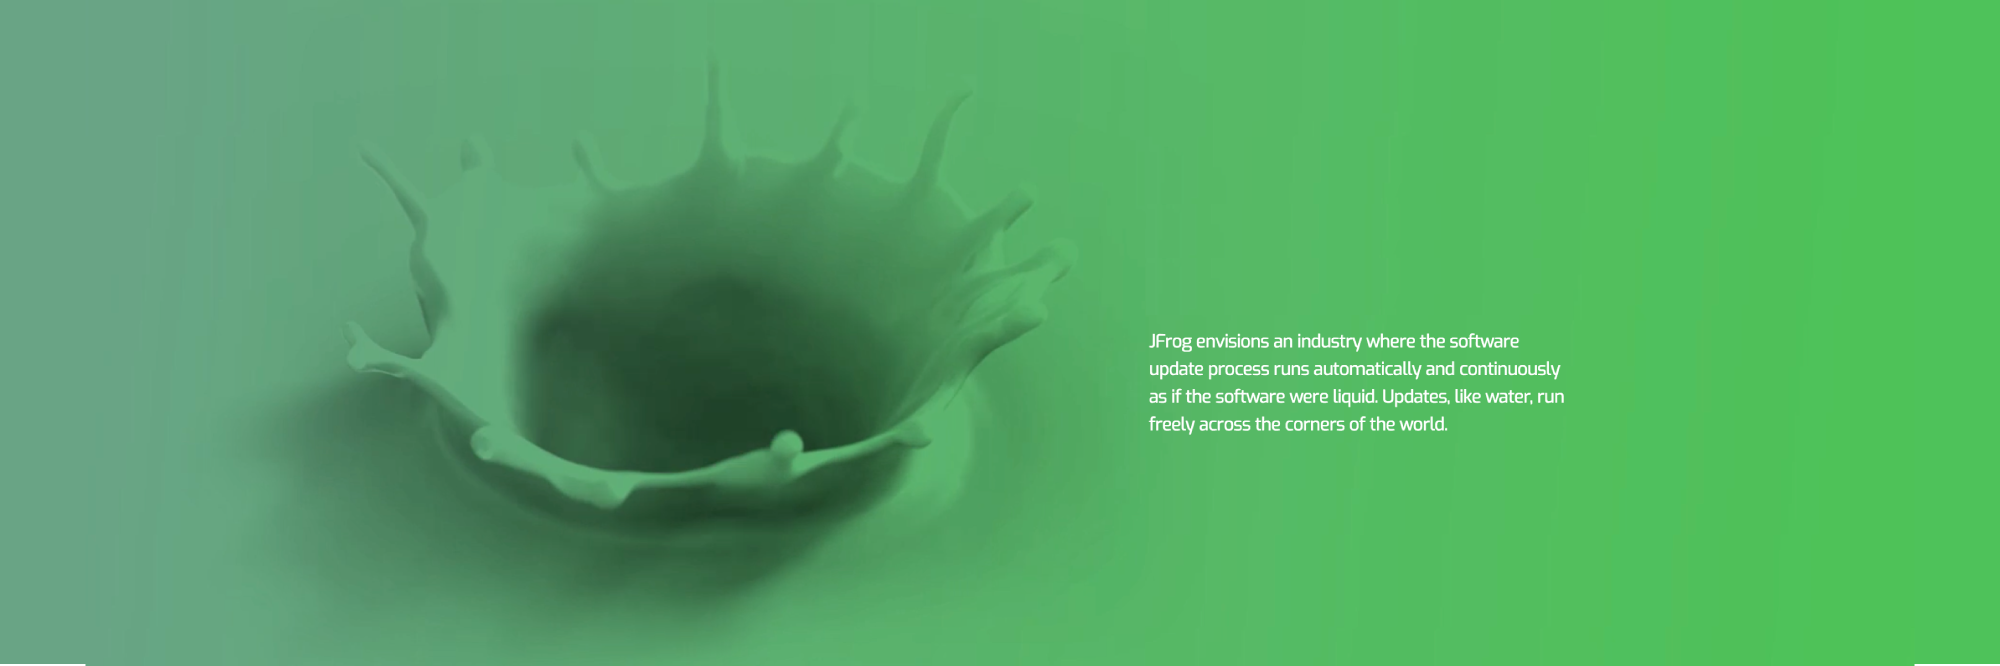 JFrog envisions an industry where the software
update process runs automatically and continuously
as if the software were liquid. Updates, like water, run
freely across the corners of the world.